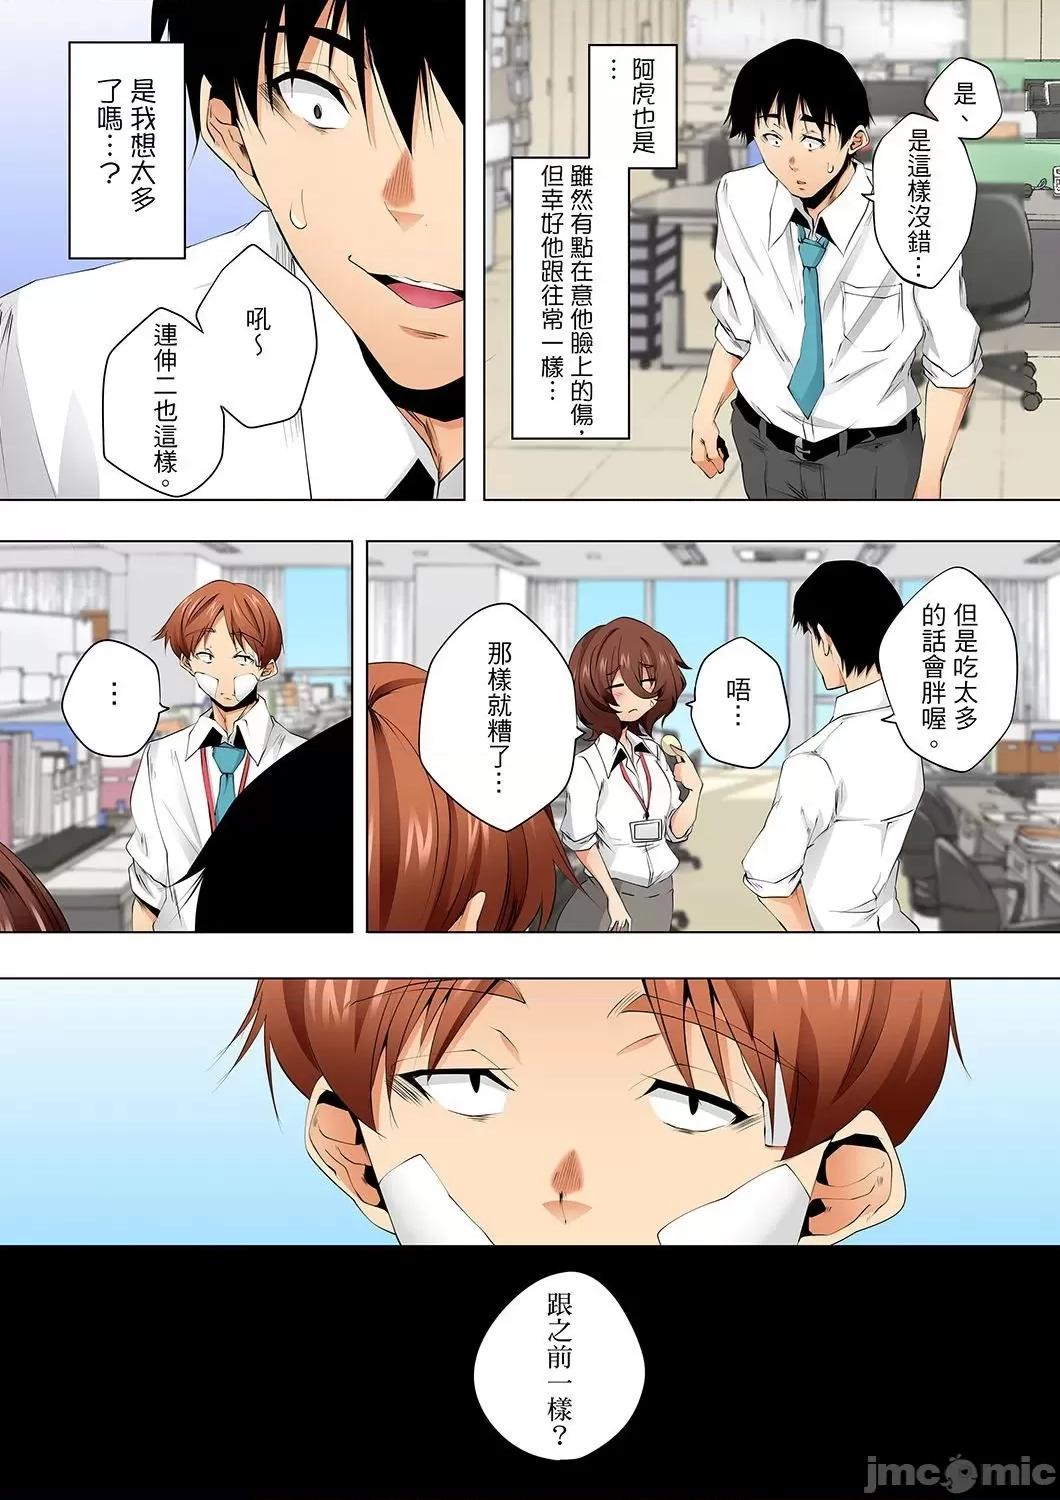 是、
是這樣沒錯…
阿虎也是
…
雖然有點在意他臉上的傷，
但幸好他跟往常一樣…
是我想太多
了嗎…？
吼～
連伸二也這樣。
但是吃太多
的話會胖喔。
唔…
那樣就糟了…
…
跟之前一樣？
jmcomic